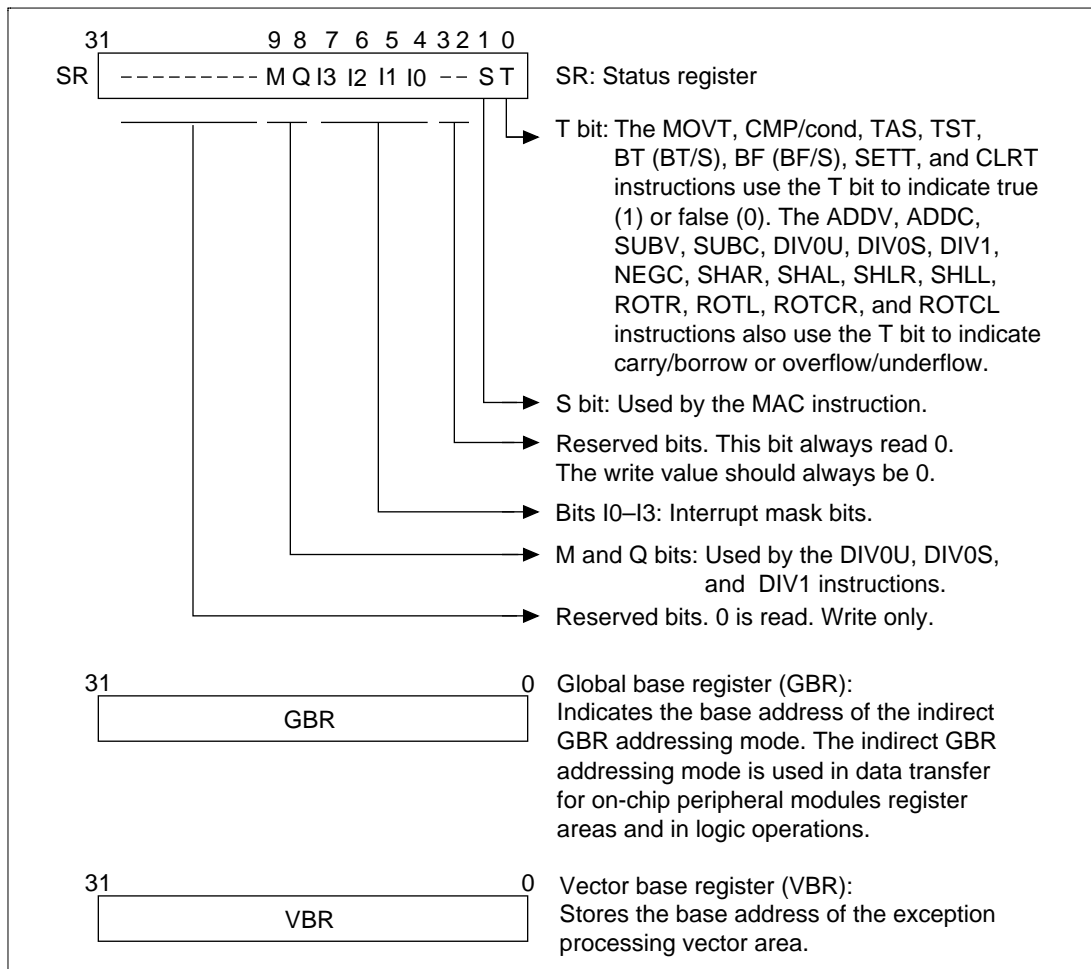 31 9 8 7 6 5 4 3 2 1 0
SR ------------- M Q I3 I2 I1 I0 -- S T SR: Status register
T bit: The MOVT, CMP/cond, TAS, TST,
BT (BT/S), BF (BF/S), SETT, and CLRT
instructions use the T bit to indicate true
(1) or false (0). The ADDV, ADDC,
SUBV, SUBC, DIV0U, DIV0S, DIV1,
NEGC, SHAR, SHAL, SHLR, SHLL,
ROTR, ROTL, ROTCR, and ROTCL
instructions also use the T bit to indicate
carry/borrow or overflow/underflow.
S bit: Used by the MAC instruction.
Reserved bits. This bit always read 0.
The write value should always be 0.
Bits I0–I3: Interrupt mask bits.
M and Q bits: Used by the DIV0U, DIV0S,
and DIV1 instructions.
Reserved bits. 0 is read. Write only.
31 0 Global base register (GBR):
GBR
Indicates the base address of the indirect
GBR addressing mode. The indirect GBR
addressing mode is used in data transfer
for on-chip peripheral modules register
areas and in logic operations.
31 0 Vector base register (VBR):
VBR
Stores the base address of the exception
processing vector area.